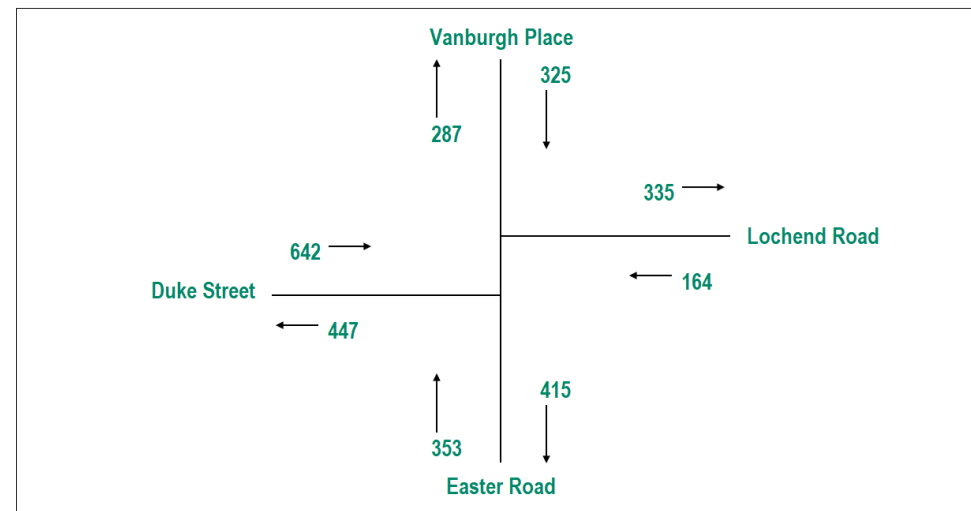 Vanburgh Place
325
287
335
642
Lochend Road
164
Duke Street
447
415
353
Easter Road